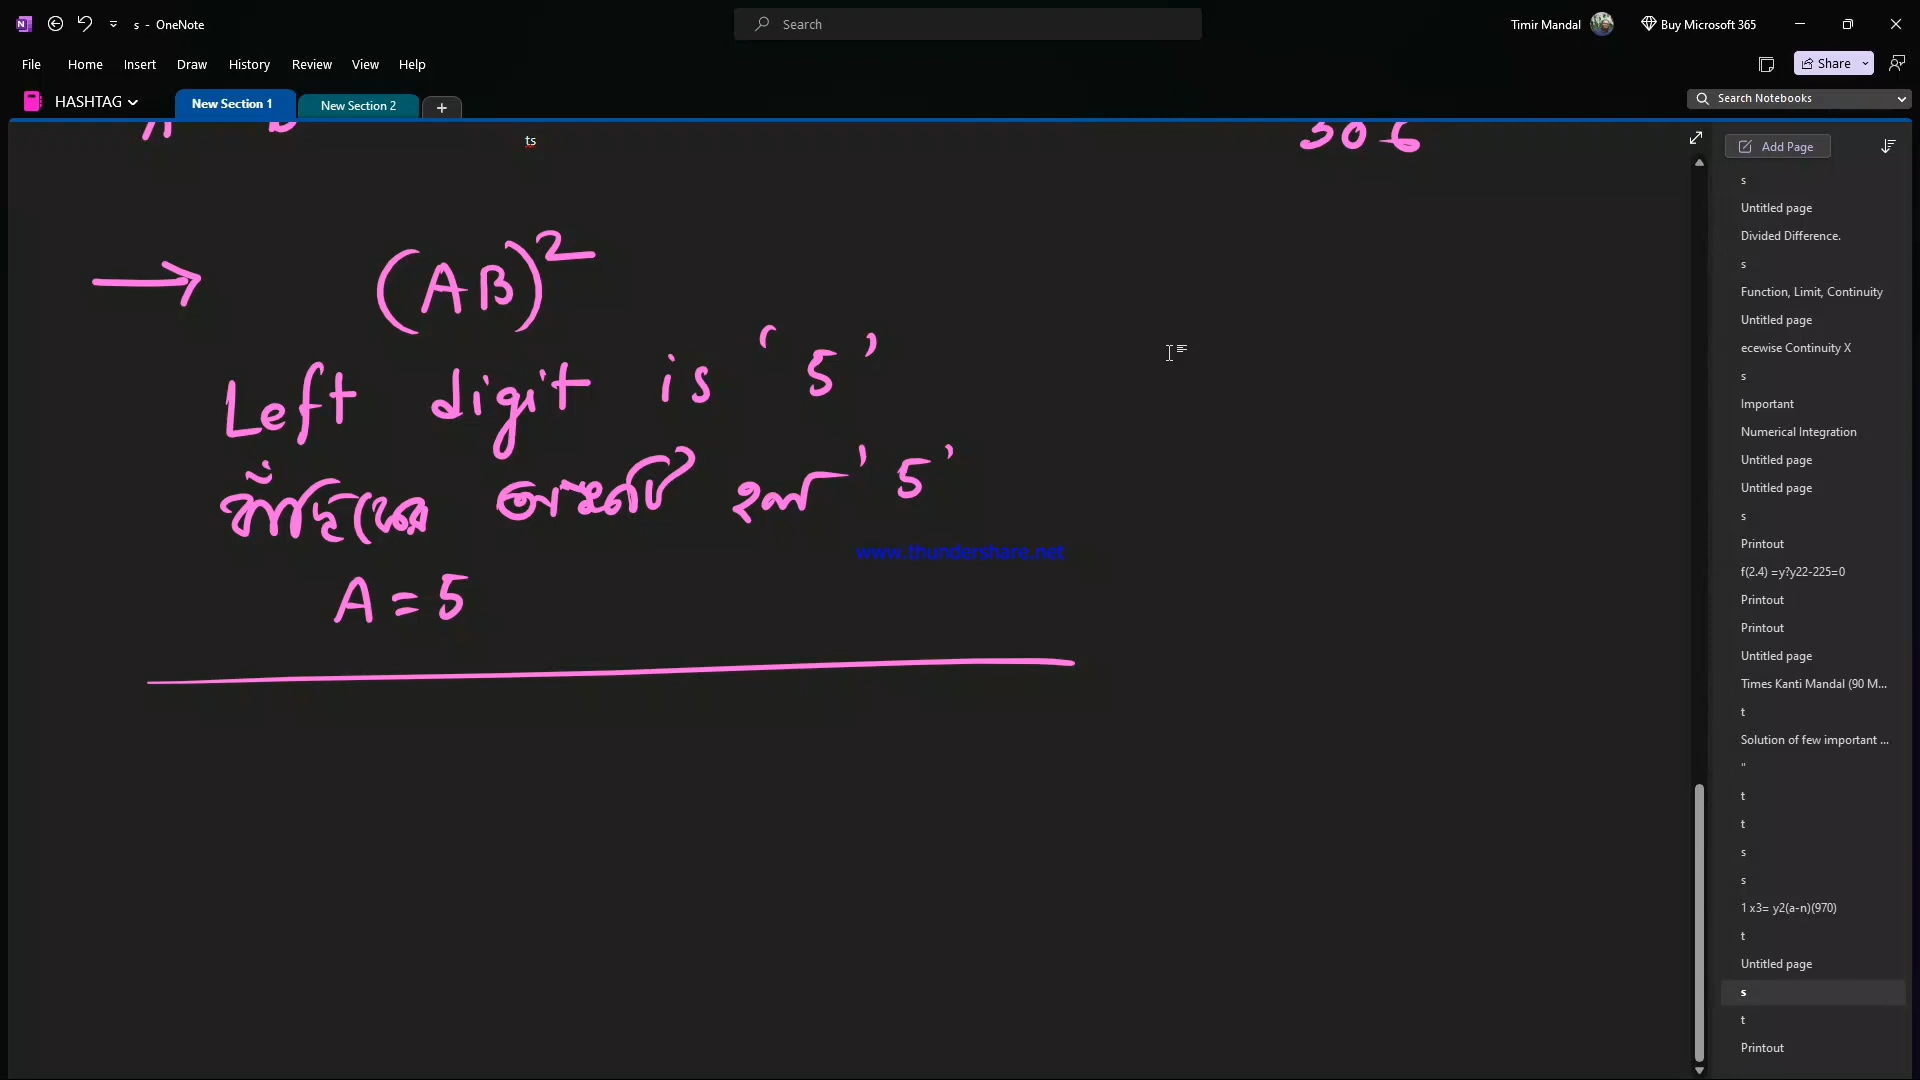 s - OneNote
Search
Timir Mandal
Buy Microsoft 365
File Home Insert Draw History Review View Help
Share
HASHTAG
New Section 1
New Section 2
+
Search Notebooks
A B
ts
306
(AB)²
Left digit is ‘5’
বাঁদিকের অংকটি হল ‘5’
www.thundershare.net
A = 5
Add Page
s
Untitled page
Divided Difference.
s
Function, Limit, Continuity
Untitled page
ecewise Continuity X
s
Important
Numerical Integration
Untitled page
Untitled page
s
Printout
f(2.4) =y?y22-225=0
Printout
Printout
Untitled page
Times Kanti Mandal (90 M...
t
Solution of few important ...
"
t
t
s
s
1 x3= y2(a-n)(970)
t
Untitled page
s
t
Printout